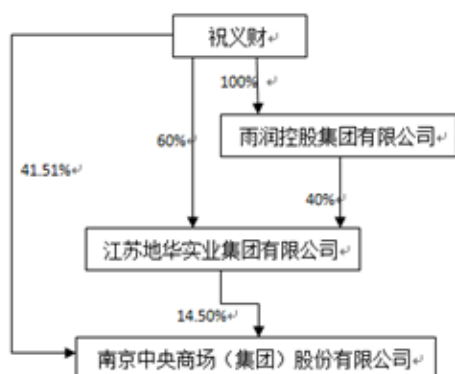 祝义财
100%
雨润控股集团有限公司
60%
41.51%
40%
江苏地华实业集团有限公司
14.50%
南京中央商场（集团）股份有限公司